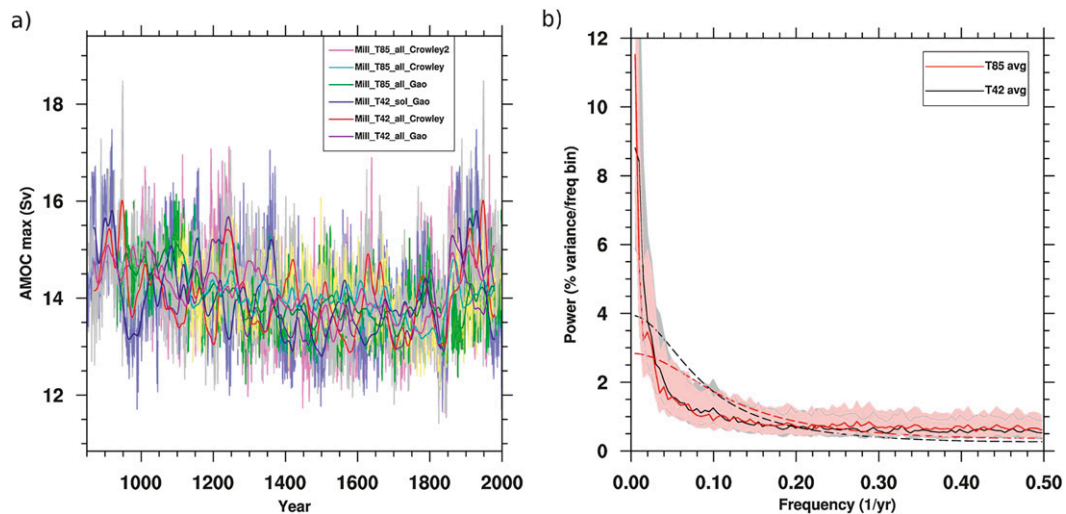 a)
AMOC max (Sv)
18
16
14
12
1000
1200
1400
1600
1800
2000
Year
Mill_T85_all_Crowley2
Mill_T85_all_Crowley
Mill_T85_all_Gao
Mill_T42_sol_Gao
Mill_T42_all_Crowley
Mill_T42_all_Gao
b)
Power (% variance/freq bin)
12
10
8
6
4
2
0
0.00
0.10
0.20
0.30
0.40
0.50
Frequency (1/yr)
T85 avg
T42 avg